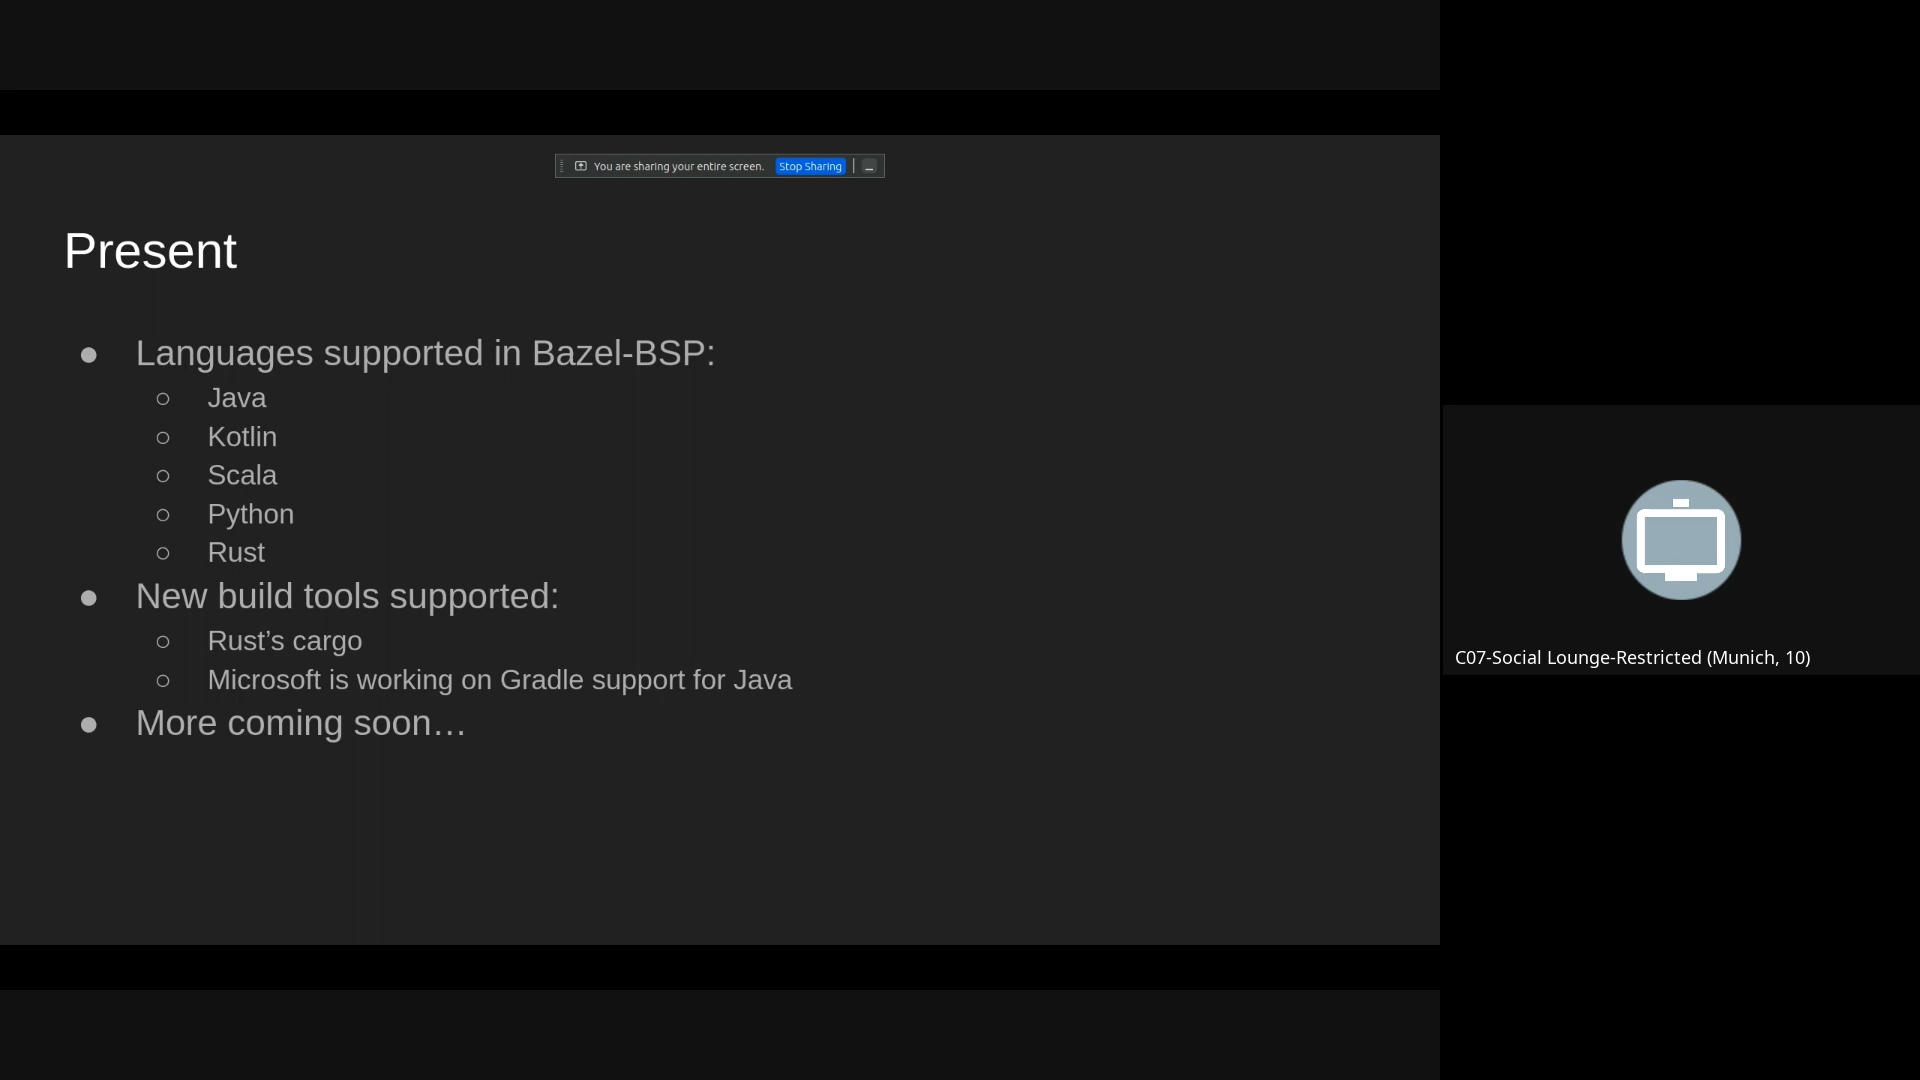 You are sharing your entire screen. Stop Sharing
Present
● Languages supported in Bazel-BSP:
○ Java
○ Kotlin
○ Scala
○ Python
○ Rust
● New build tools supported:
○ Rust’s cargo
○ Microsoft is working on Gradle support for Java
● More coming soon…
C07-Social Lounge-Restricted (Munich, 10)